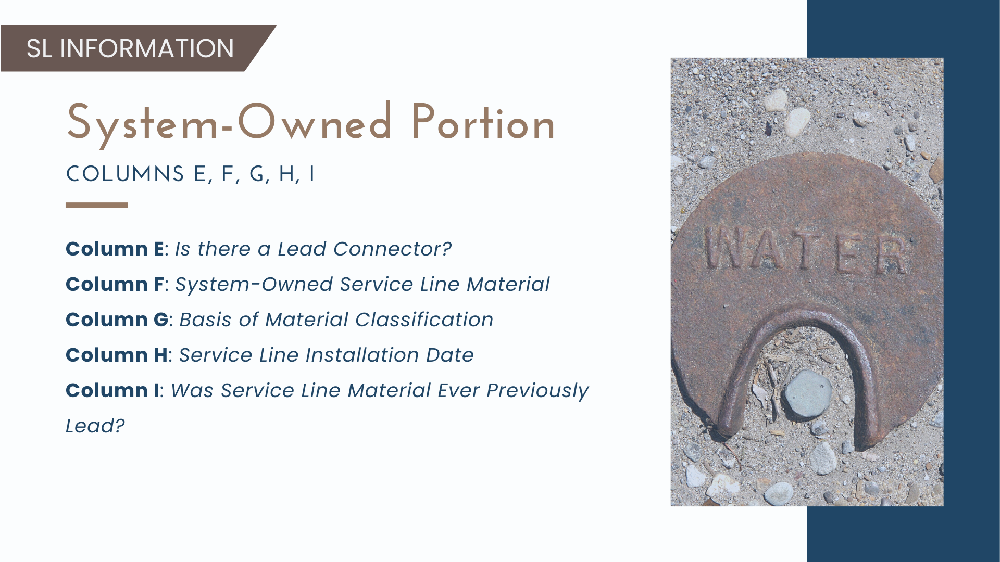 SL INFORMATION
System-Owned Portion
COLUMNS E, F, G, H, I
Column E: Is there a Lead Connector?
Column F: System-Owned Service Line Material
Column G: Basis of Material Classification
Column H: Service Line Installation Date
Column I: Was Service Line Material Ever Previously
Lead?
WATER